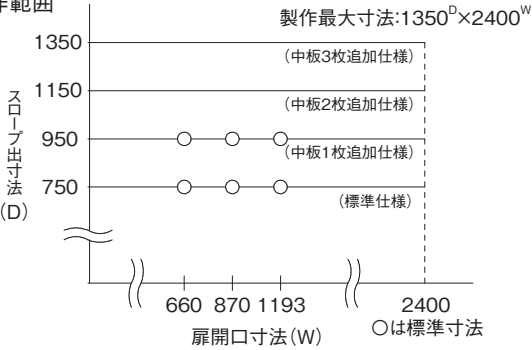 作範囲
製作最大寸法:1350D×2400W
1350
(中板3枚追加仕様)
1150
(中板2枚追加仕様)
スロープ出寸法
(D)
950
(中板1枚追加仕様)
750
(標準仕様)
660 870 1193 2400
扉開口寸法(W)
○は標準寸法